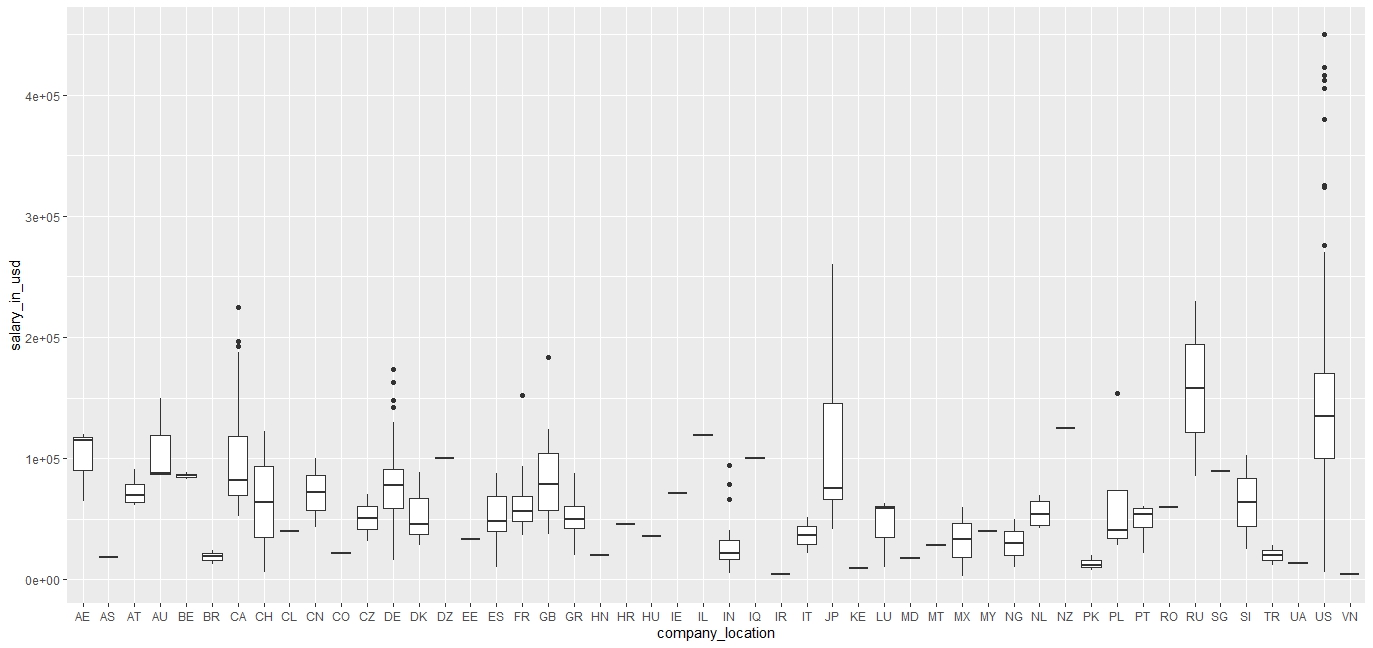 salary_in_usd
4e+05
3e+05
2e+05
1e+05
0e+00
AE AS AT AU BE BR CA CH CL CN CO CZ DE DK DZ EE ES FR GB GR HN HR HU IE IL IN IQ IR IT JP KE LU MD MT MX MY NG NL NZ PK PL PT RO RU SG SI TR UA US VN
company_location